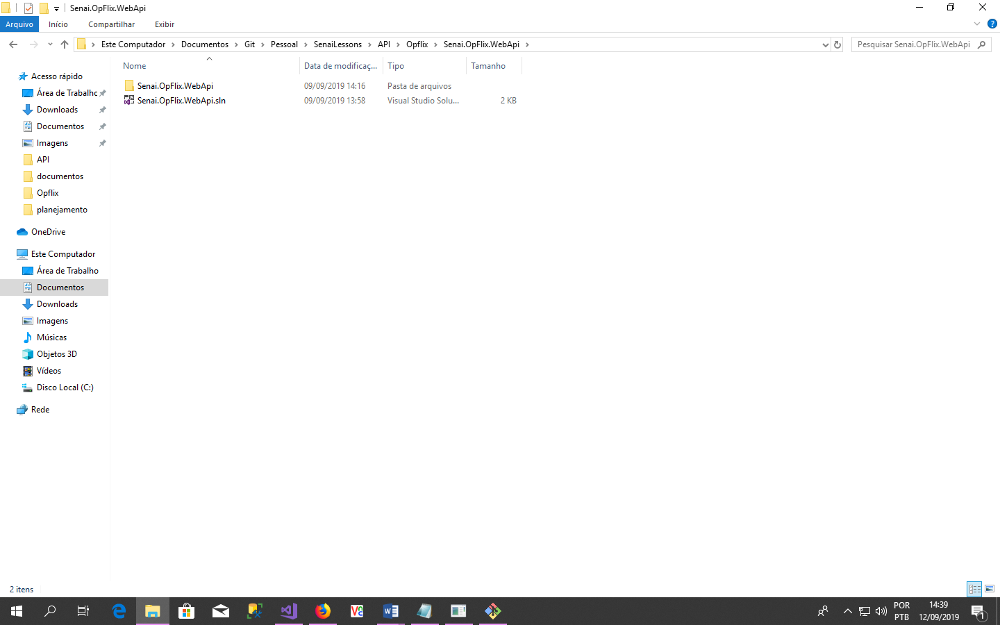 Senai.OpFlix.WebApi
Arquivo Início Compartilhar Exibir
Este Computador Documentos Git Pessoal SenaiLessons API Opflix Senai.OpFlix.WebApi
Pesquisar Senai.OpFlix.WebApi
Nome Data de modificaç... Tipo Tamanho
Senai.OpFlix.WebApi 09/09/2019 14:16 Pasta de arquivos
Senai.OpFlix.WebApi.sln 09/09/2019 13:58 Visual Studio Solu... 2 KB
Acesso rápido
Área de Trabalhc
Downloads
Documentos
Imagens
API
documentos
Opflix
planejamento
OneDrive
Este Computador
Área de Trabalho
Documentos
Downloads
Imagens
Músicas
Objetos 3D
Vídeos
Disco Local (C:)
Rede
2 itens
POR 14:39
PTB 12/09/2019
1